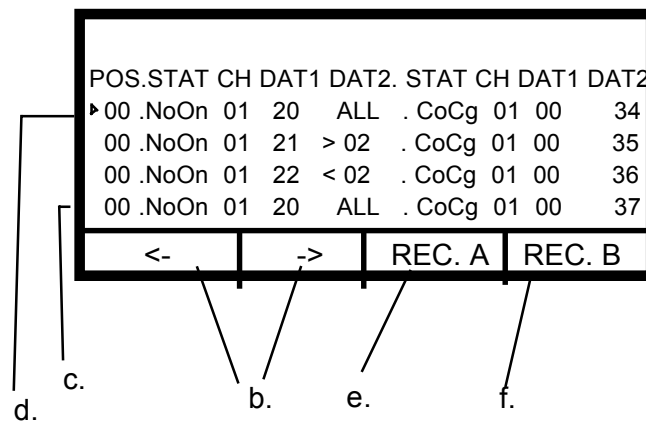 POS.STAT CH DAT1 DAT2. STAT CH DAT1 DAT2
00 .NoOn 01 20 ALL . CoCg 01 00 34
00 .NoOn 01 21 > 02 . CoCg 01 00 35
00 .NoOn 01 22 < 02 . CoCg 01 00 36
00 .NoOn 01 20 ALL . CoCg 01 00 37
<- -> REC. A REC. B
c. b. e. f.
d.